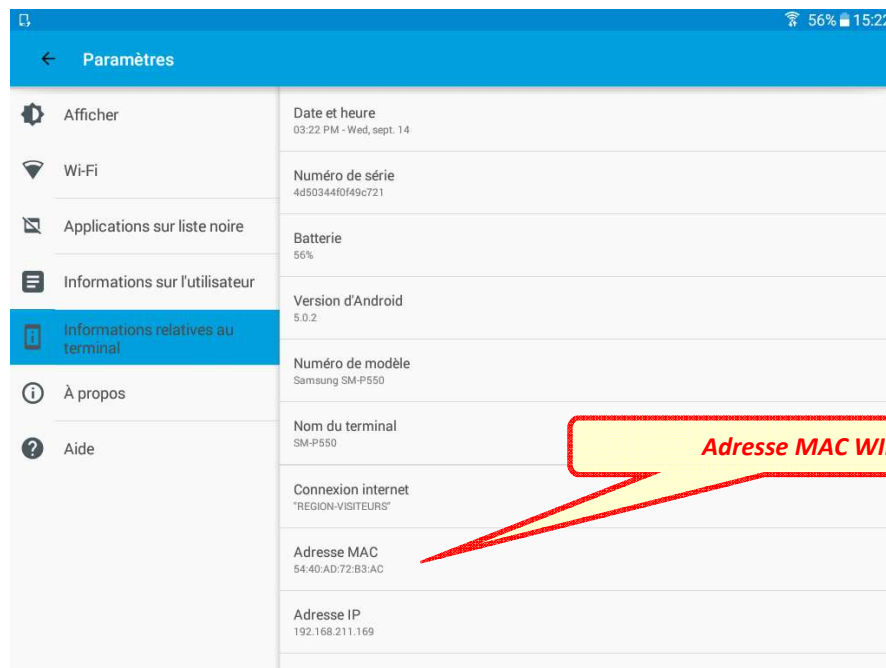 56% 15:22
Paramètres
Afficher
Wi-Fi
Applications sur liste noire
Informations sur l'utilisateur
Informations relatives au
terminal
À propos
Aide
Date et heure
03:22 PM - Wed, sept. 14
Numéro de série
4d50344f0f49c721
Batterie
56%
Version d'Android
5.0.2
Numéro de modèle
Samsung SM-P550
Nom du terminal
SM-P550
Connexion internet
"REGION-VISITEURS"
Adresse MAC
54:40:AD:72:B3:AC
Adresse IP
192.168.211.169
Adresse MAC WI